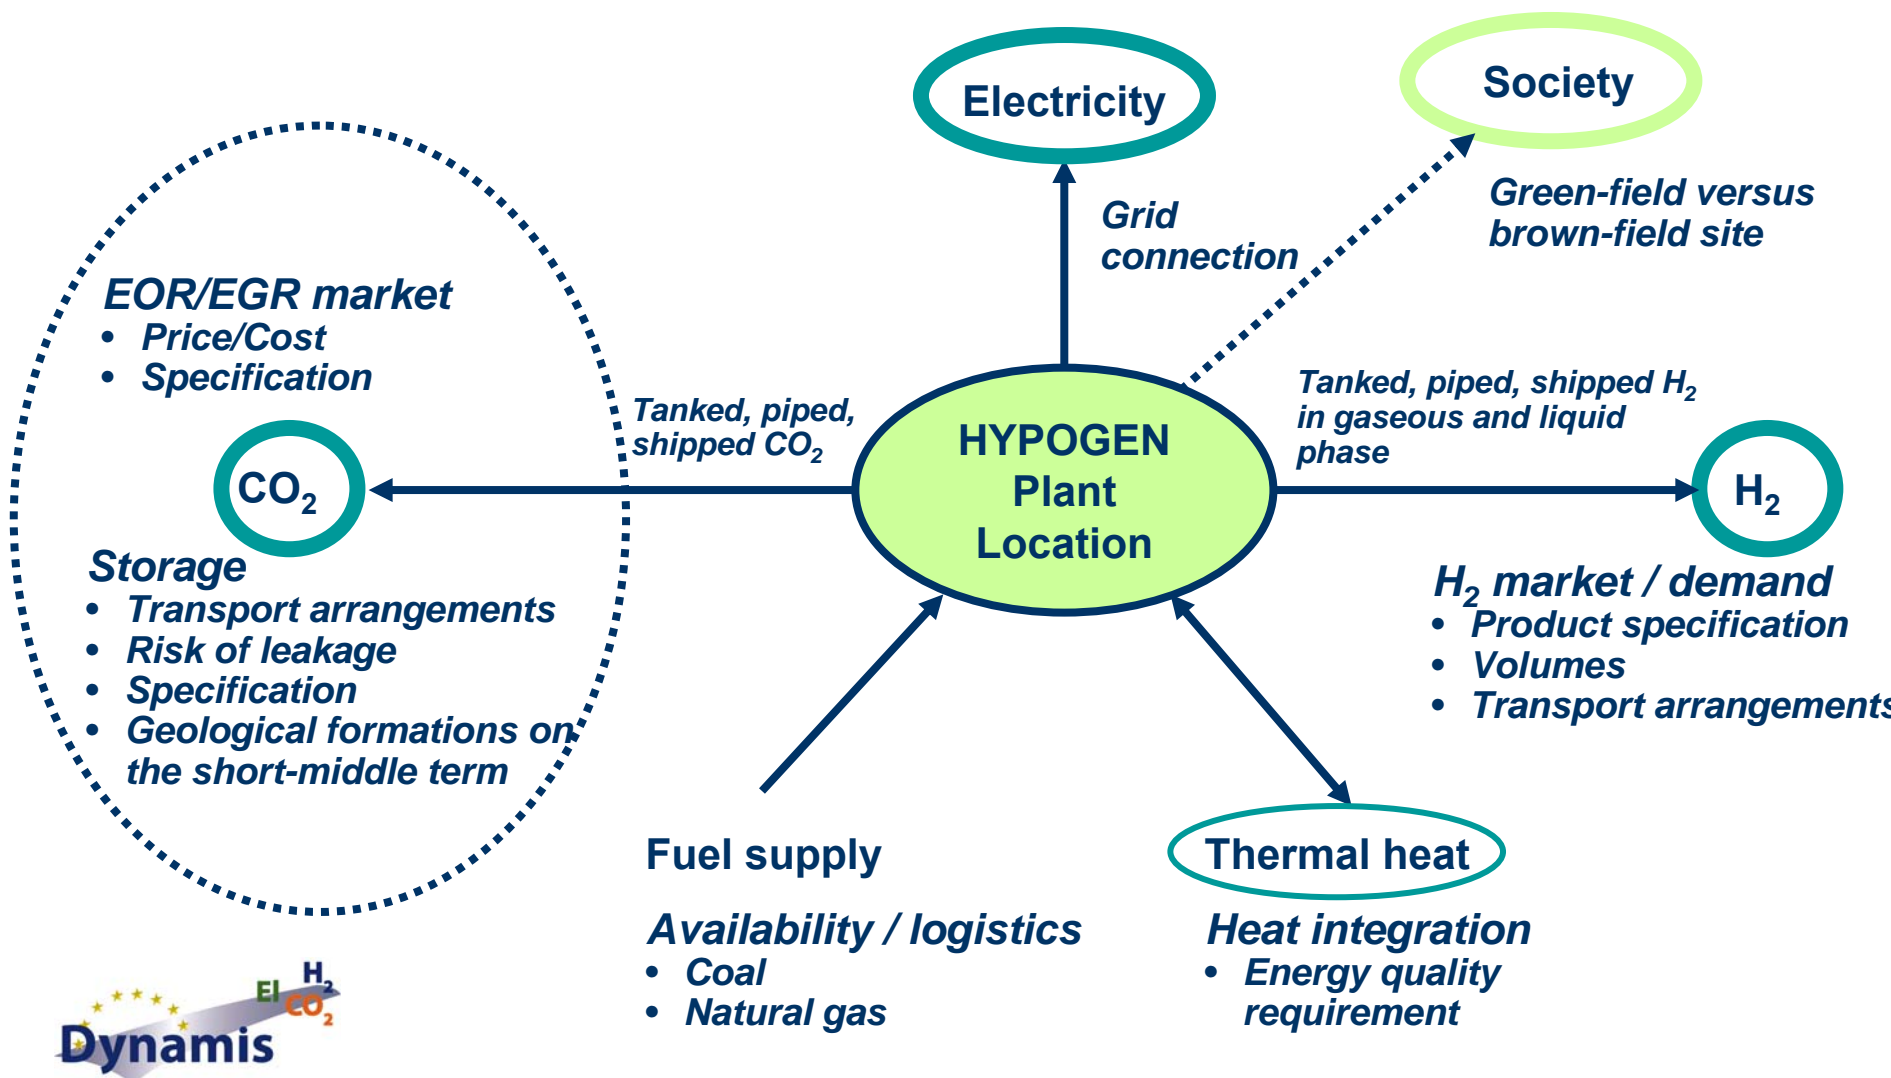 Electricity
Society
Green-field versus
brown-field site
Grid
connection
EOR/EGR market
• Price/Cost
• Specification
Tanked, piped,
shipped CO₂
CO₂
HYPOGEN
Plant
Location
Tanked, piped, shipped H₂
in gaseous and liquid
phase
H₂
Storage
• Transport arrangements
• Risk of leakage
• Specification
• Geological formations on
the short-middle term
H₂ market / demand
• Product specification
• Volumes
• Transport arrangements
Fuel supply
Availability / logistics
• Coal
• Natural gas
Thermal heat
Heat integration
• Energy quality
requirement
H₂
El
CO₂
Dynamis